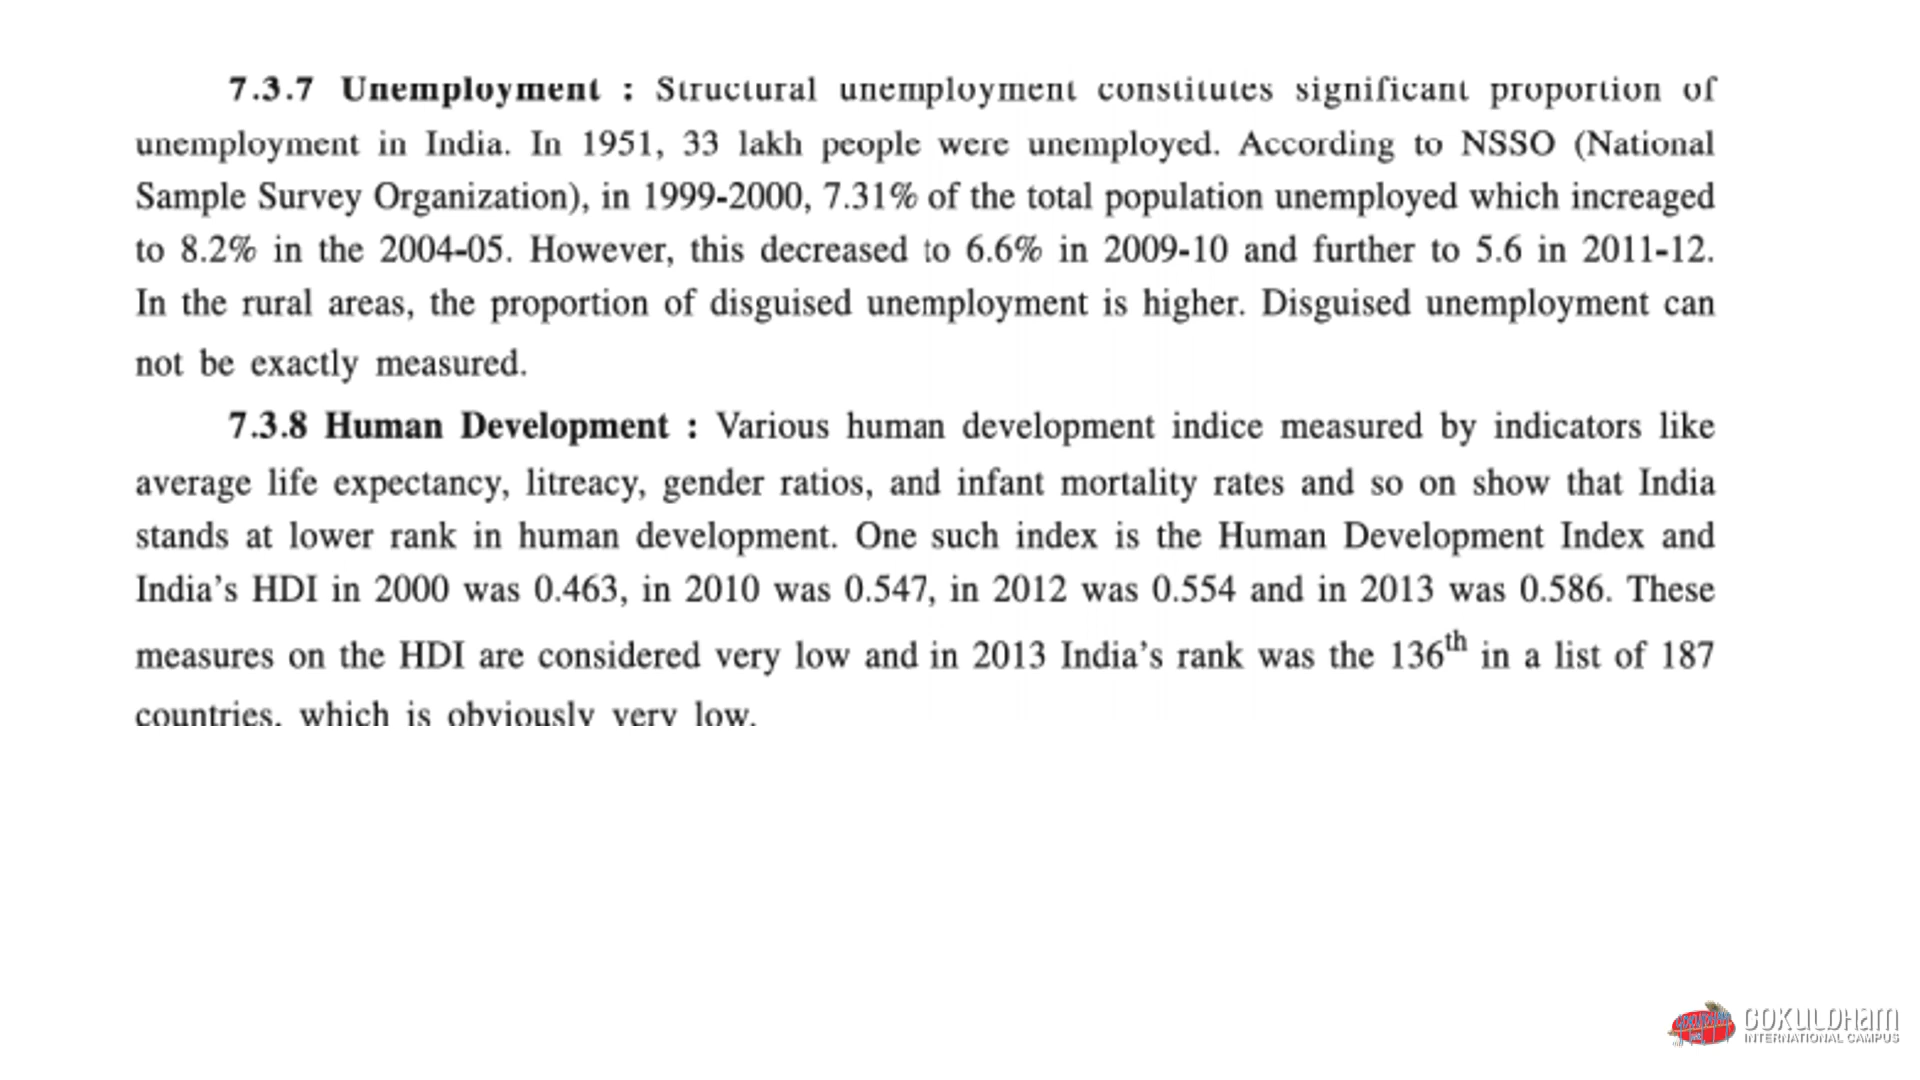 7.3.7 Unemployment : Structural unemployment constitutes significant proportion of
unemployment in India. In 1951, 33 lakh people were unemployed. According to NSSO (National
Sample Survey Organization), in 1999-2000, 7.31% of the total population unemployed which increaged
to 8.2% in the 2004-05. However, this decreased to 6.6% in 2009-10 and further to 5.6 in 2011-12.
In the rural areas, the proportion of disguised unemployment is higher. Disguised unemployment can
not be exactly measured.
7.3.8 Human Development : Various human development indice measured by indicators like
average life expectancy, litreacy, gender ratios, and infant mortality rates and so on show that India
stands at lower rank in human development. One such index is the Human Development Index and
India's HDI in 2000 was 0.463, in 2010 was 0.547, in 2012 was 0.554 and in 2013 was 0.586. These
measures on the HDI are considered very low and in 2013 India's rank was the 136th in a list of 187
countries, which is obviously very low.
GOKULDHAM
INTERNATIONAL CAMPUS